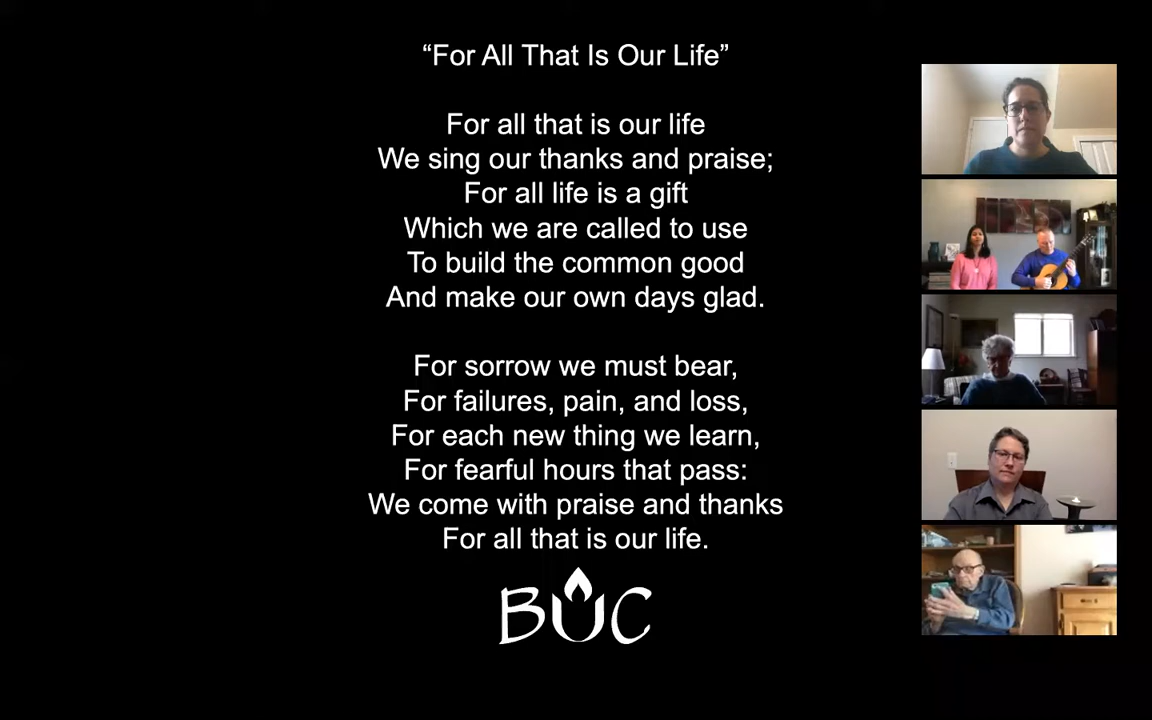 “For All That Is Our Life”
For all that is our life
We sing our thanks and praise;
For all life is a gift
Which we are called to use
To build the common good
And make our own days glad.
For sorrow we must bear,
For failures, pain, and loss,
For each new thing we learn,
For fearful hours that pass:
We come with praise and thanks
For all that is our life.
BUC